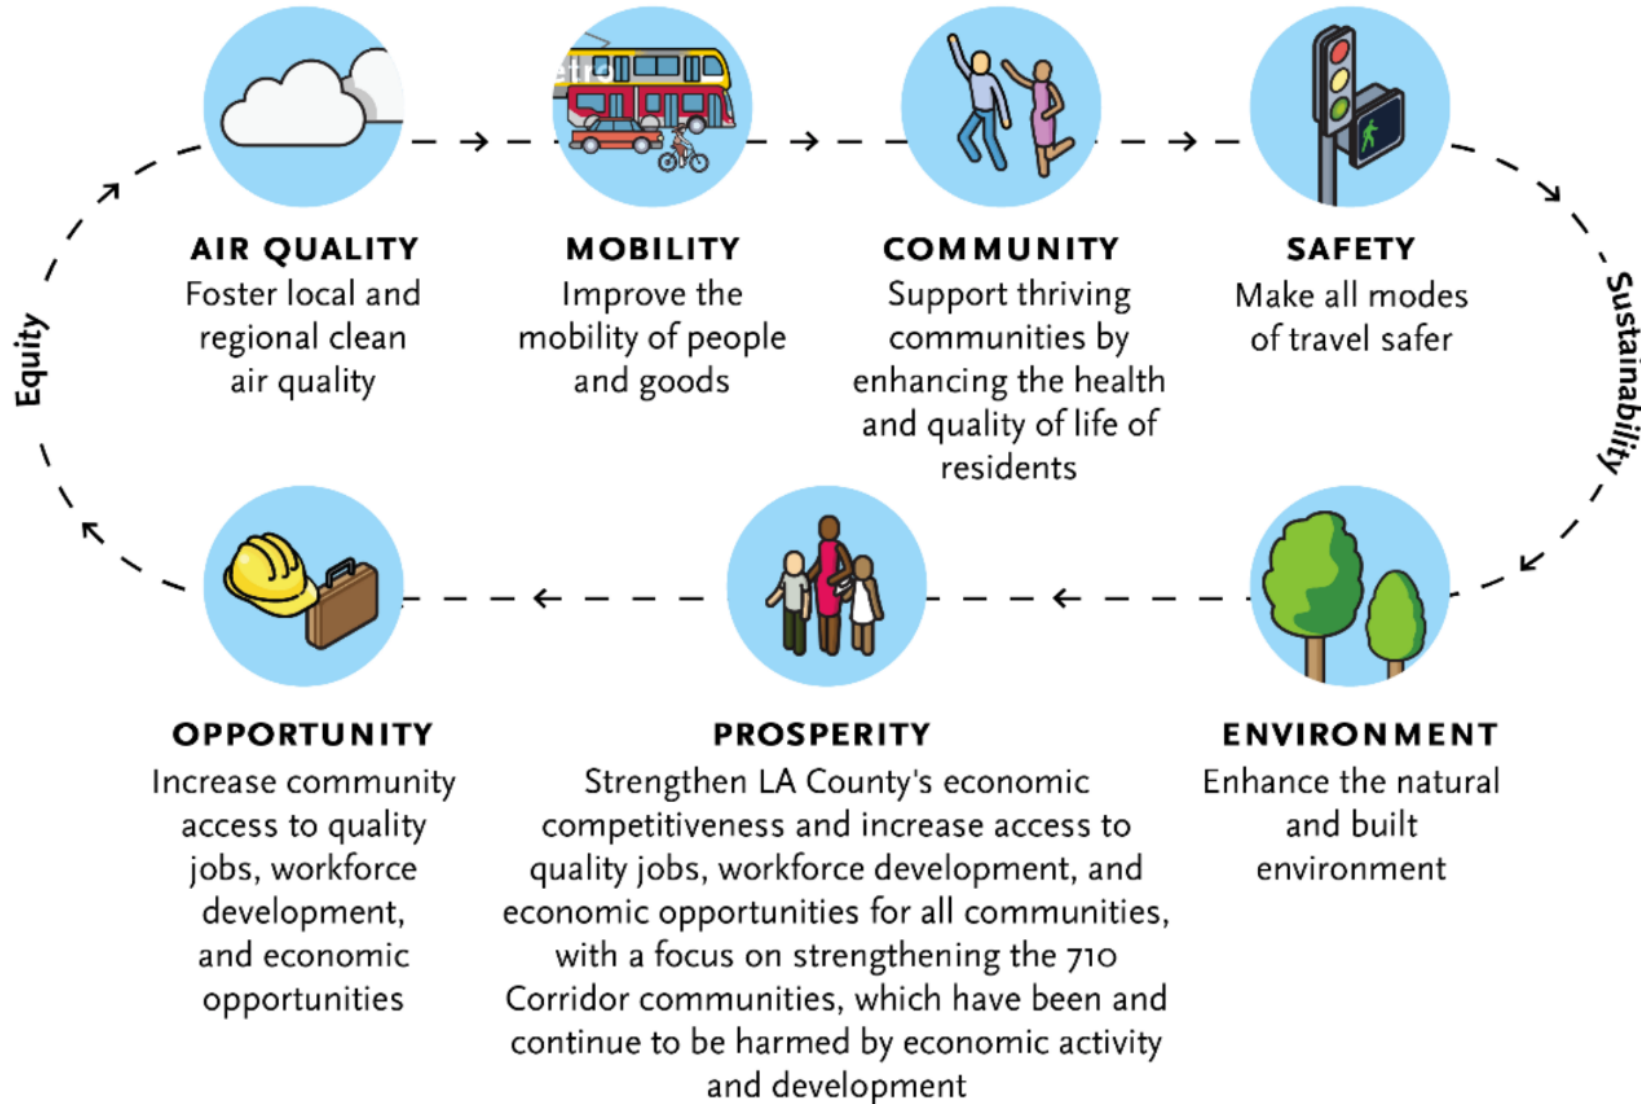 etro
AIR QUALITY
Foster local and
regional clean
air quality
MOBILITY
Improve the
mobility of people
and goods
COMMUNITY
Support thriving
communities by
enhancing the health
and quality of life of
residents
SAFETY
Make all modes
of travel safer
Equity
Sustainability
OPPORTUNITY
Increase community
access to quality
jobs, workforce
development,
and economic
opportunities
PROSPERITY
Strengthen LA County's economic
competitiveness and increase access to
quality jobs, workforce development, and
economic opportunities for all communities,
with a focus on strengthening the 710
Corridor communities, which have been and
continue to be harmed by economic activity
and development
ENVIRONMENT
Enhance the natural
and built
environment